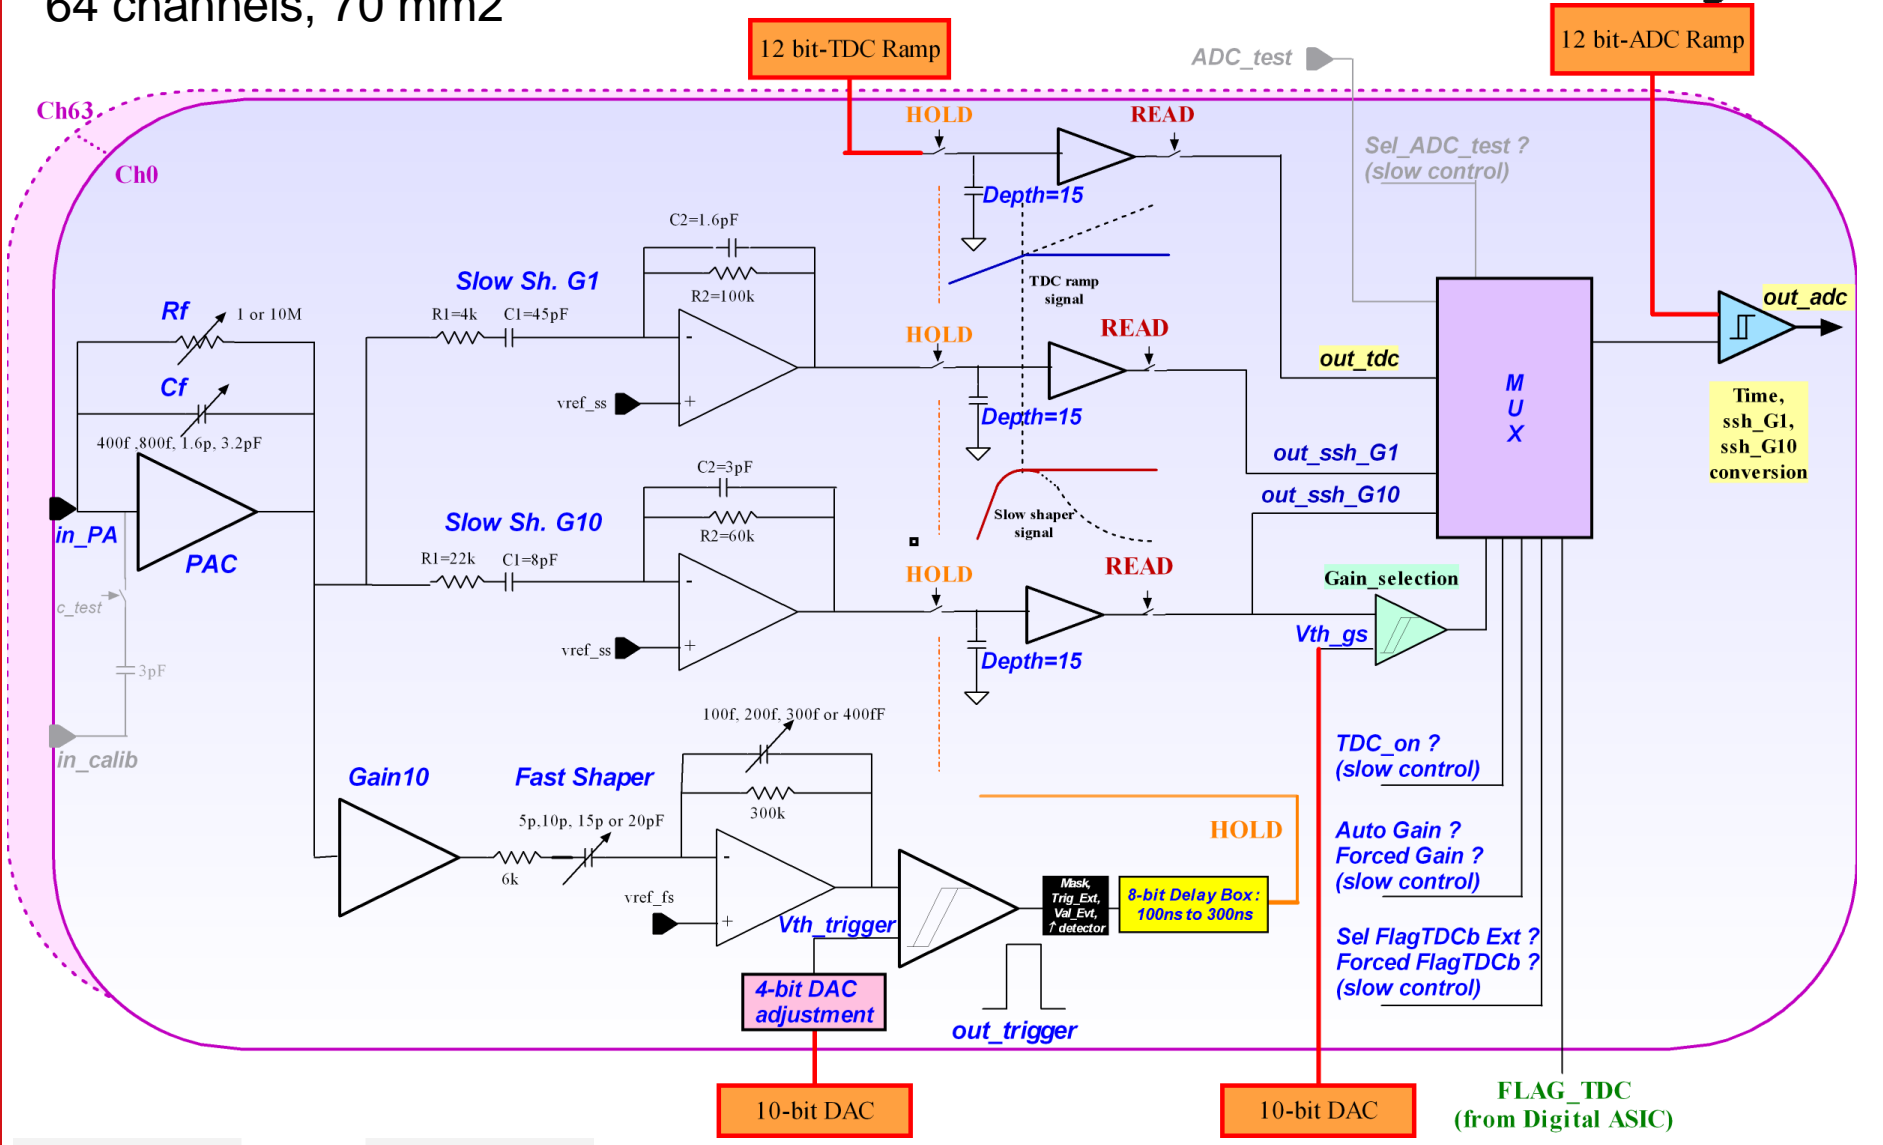 64 channels, 70 mm2
12 bit-TDC Ramp
12 bit-ADC Ramp
ADC_test
Ch63
Ch0
HOLD
READ
Sel_ADC_test ?
(slow control)
Depth=15
C2=1.6pF
Slow Sh. G1
R2=100k
TDC ramp
signal
out_adc
Rf
1 or 10M
R1=4k
C1=45pF
HOLD
READ
-
out_tdc
Cf
vref_ss
+
Depth=15
M
U
X
Time,
ssh_G1,
ssh_G10
conversion
400f ,800f, 1.6p, 3.2pF
out_ssh_G1
C2=3pF
out_ssh_G10
Slow Sh. G10
R2=60k
Slow shaper
signal
in_PA
PAC
R1=22k
C1=8pF
HOLD
READ
-
Gain_selection
c_test
Vth_gs
vref_ss
+
Depth=15
3pF
100f, 200f, 300f or 400fF
in_calib
TDC_on ?
(slow control)
Gain10
Fast Shaper
300k
5p,10p, 15p or 20pF
HOLD
Auto Gain ?
Forced Gain ?
(slow control)
-
6k
vref_fs
+
Vth_trigger
Mask,
Trig_Ext,
Val_Evt,
↑ detector
8-bit Delay Box :
100ns to 300ns
Sel FlagTDCb Ext ?
Forced FlagTDCb ?
(slow control)
4-bit DAC
adjustment
out_trigger
10-bit DAC
10-bit DAC
FLAG_TDC
(from Digital ASIC)